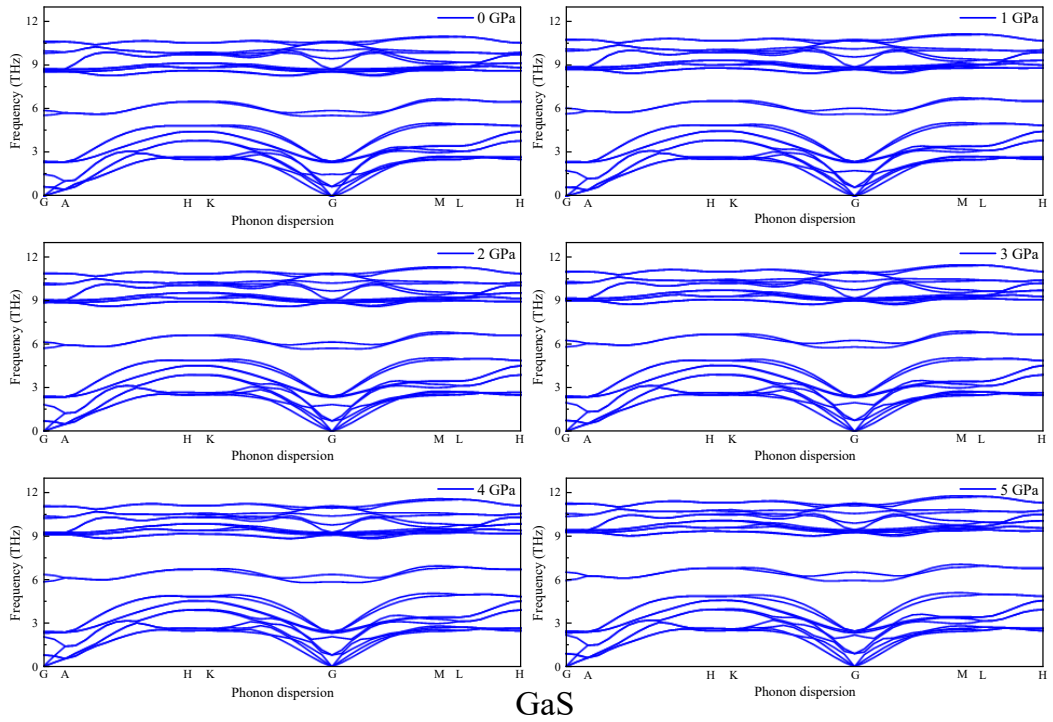 0 GPa
12
9
6
3
0
Frequency (THz)
G A H K G M L H
Phonon dispersion
1 GPa
12
9
6
3
0
Frequency (THz)
G A H K G M L H
Phonon dispersion
2 GPa
12
9
6
3
0
Frequency (THz)
G A H K G M L H
Phonon dispersion
3 GPa
12
9
6
3
0
Frequency (THz)
G A H K G M L H
Phonon dispersion
4 GPa
12
9
6
3
0
Frequency (THz)
G A H K G M L H
Phonon dispersion
5 GPa
12
9
6
3
0
Frequency (THz)
G A H K G M L H
Phonon dispersion
GaS